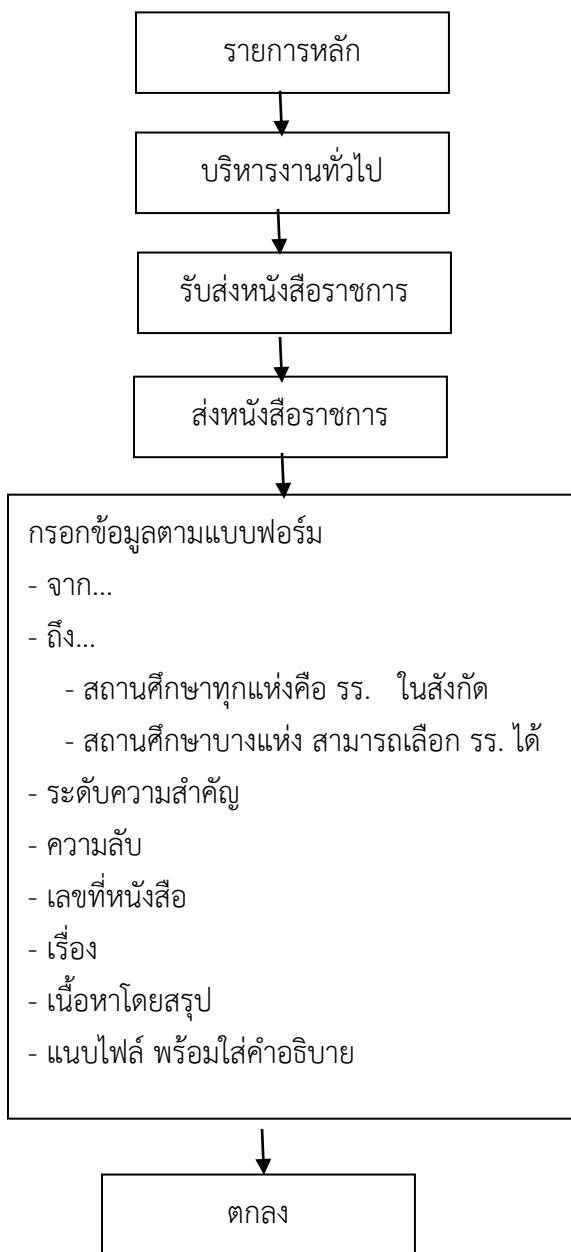 รายการหลัก
บริหารงานทั่วไป
รับส่งหนังสือราชการ
ส่งหนังสือราชการ
กรอกข้อมูลตามแบบฟอร์ม
- จาก...
- ถึง...
- สถานศึกษาทุกแห่งคือ รร. ในสังกัด
- สถานศึกษาบางแห่ง สามารถเลือก รร. ได้
- ระดับความสำคัญ
- ความลับ
- เลขที่หนังสือ
- เรื่อง
- เนื้อหาโดยสรุป
- แนบไฟล์ พร้อมใส่คำอธิบาย
ตกลง